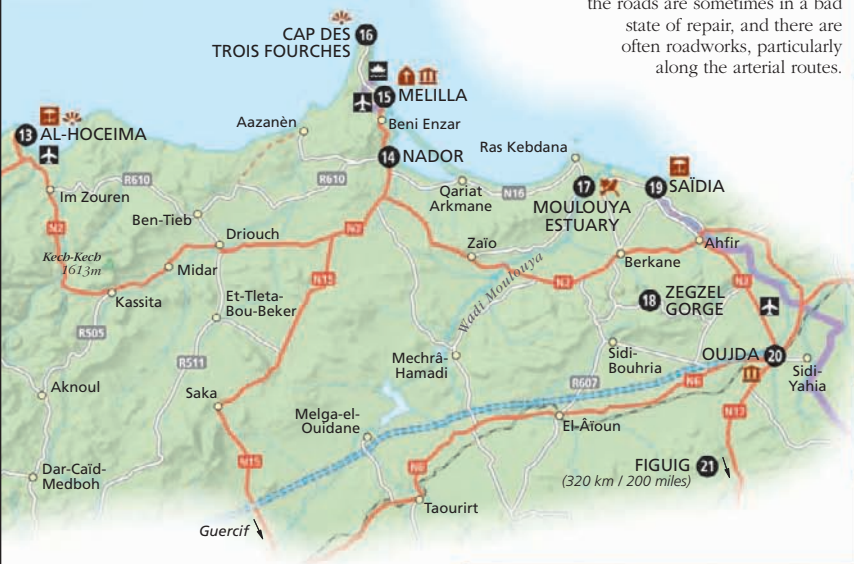 the roads are sometimes in a bad
state of repair, and there are
often roadworks, particularly
along the arterial routes.
CAP DES
TROIS FOURCHES
16
15 MELILLA
13 AL-HOCEIMA
Aazanèn
Beni Enzar
14 NADOR
Ras Kebdana
Im Zouren
R610
R610
Qariat
Arkmane
N16
17
MOULOUYA
ESTUARY
19 SAÏDIA
Ben-Tieb
N2
Driouch
N2
Zaïo
Ahfir
Kech-Kech
1613m
Midar
N15
Berkane
Kassita
Wadi Moulouya
N2
N2
Et-Tleta-
Bou-Beker
18 ZEGZEL
GORGE
R505
R511
Mechrâ-
Hamadi
Sidi-
Bouhria
OUJDA 20
Sidi-
Yahia
Aknoul
Saka
R607
N6
Melga-el-
Ouidane
El-Âïoun
N17
Dar-Caïd-
Medboh
N15
N6
FIGUIG 21
(320 km / 200 miles)
Taourirt
Guercif